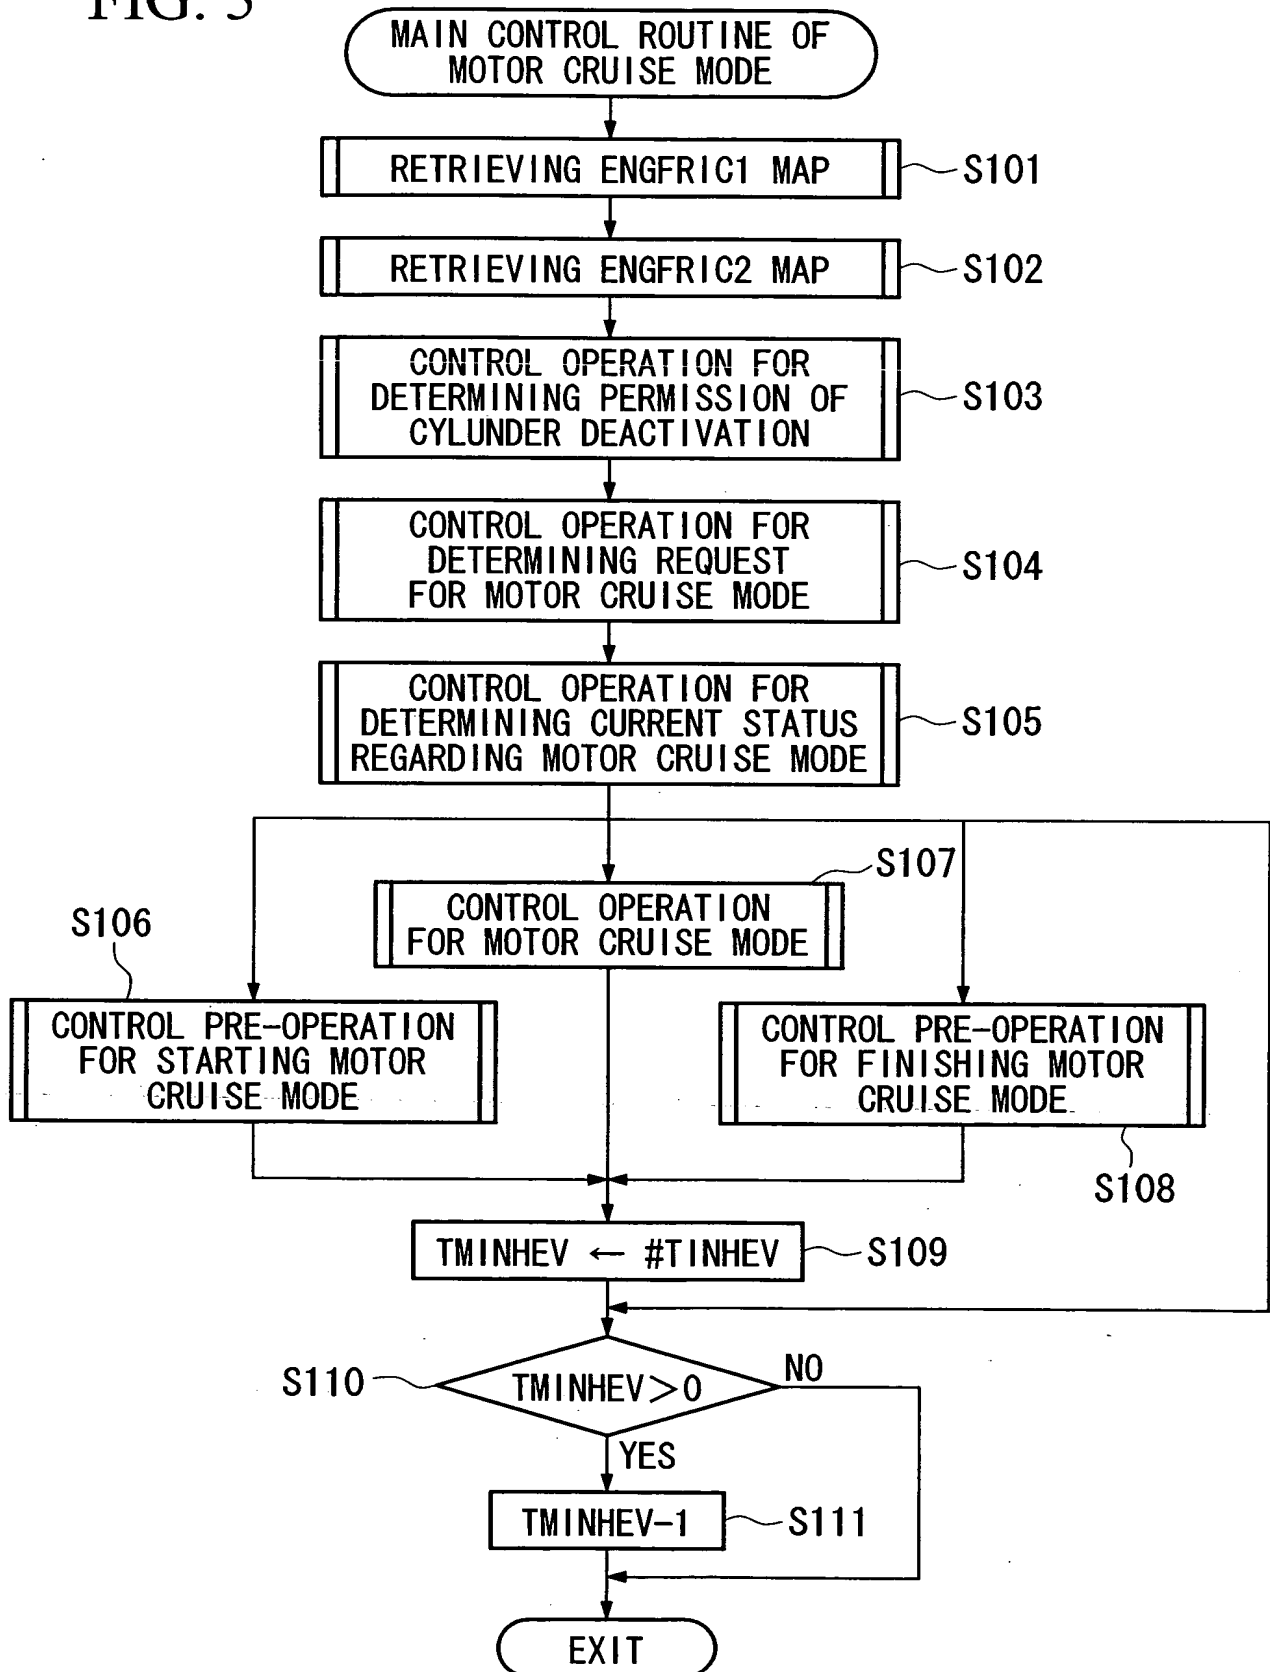 FIG. 5
MAIN CONTROL ROUTINE OF
MOTOR CRUISE MODE
RETRIEVING ENGFRIC1 MAP
S101
RETRIEVING ENGFRIC2 MAP
S102
CONTROL OPERATION FOR
DETERMINING PERMISSION OF
CYLUNDER DEACTIVATION
S103
CONTROL OPERATION FOR
DETERMINING REQUEST
FOR MOTOR CRUISE MODE
S104
CONTROL OPERATION FOR
DETERMINING CURRENT STATUS
REGARDING MOTOR CRUISE MODE
S105
S107
CONTROL OPERATION
FOR MOTOR CRUISE MODE
S106
CONTROL PRE-OPERATION
FOR STARTING MOTOR
CRUISE MODE
CONTROL PRE-OPERATION
FOR FINISHING MOTOR
CRUISE MODE
S108
TMINHEV ← #TINHEV
S109
S110
TMINHEV>0
NO
YES
TMINHEV-1
S111
EXIT